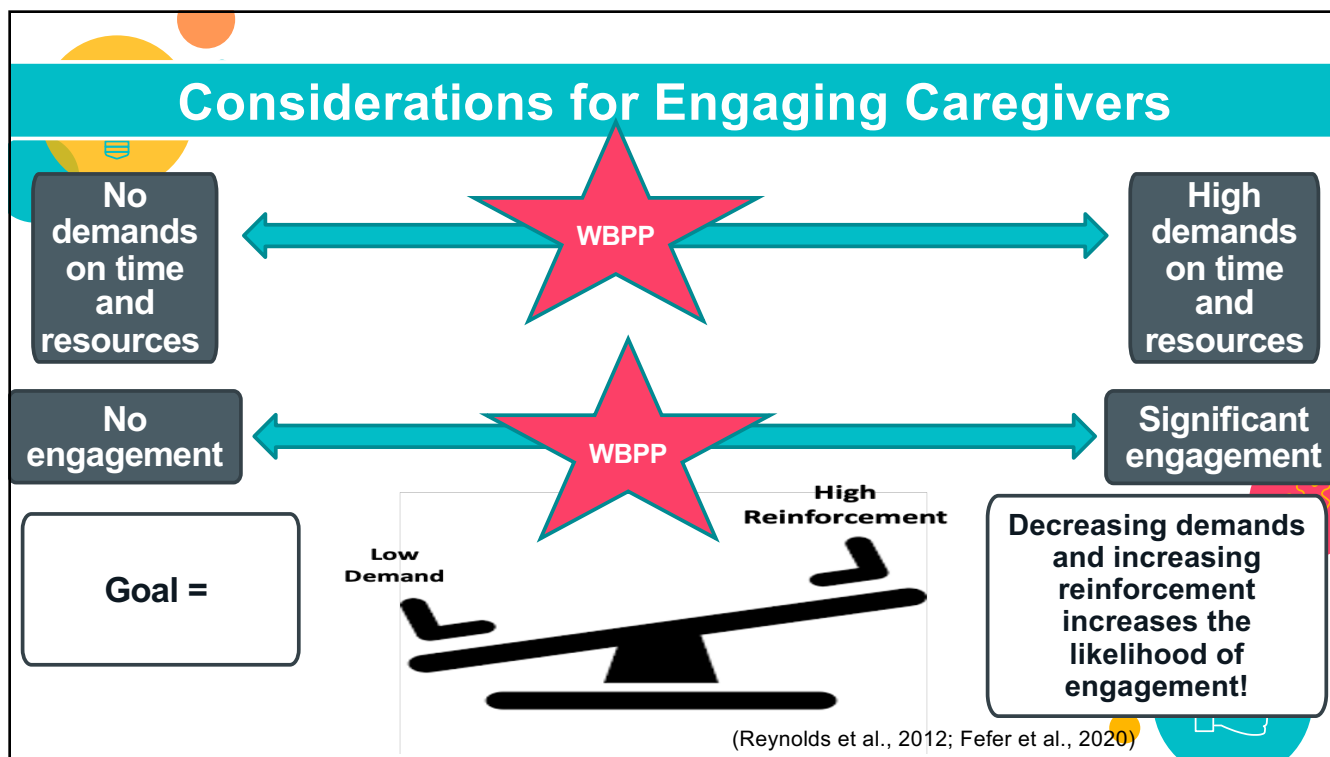 Considerations for Engaging Caregivers
No
demands
on time
and
resources
WBPP
High
demands
on time
and
resources
No
engagement
WBPP
Significant
engagement
Goal =
Low
Demand
High
Reinforcement
Decreasing demands
and increasing
reinforcement
increases the
likelihood of
engagement!
(Reynolds et al., 2012; Fefer et al., 2020)